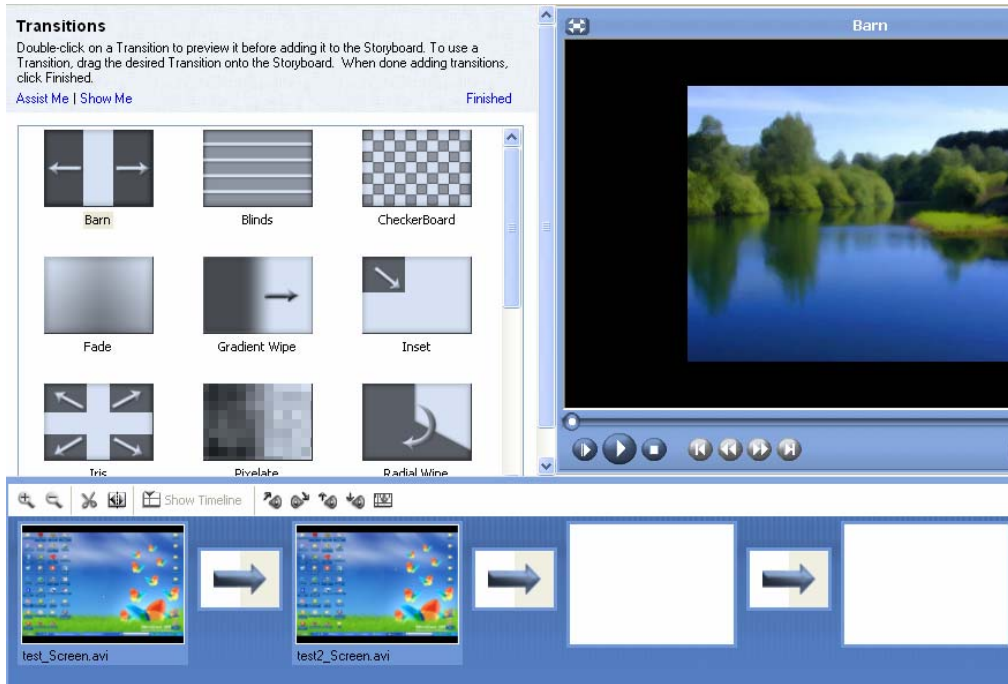 Transitions
Double-click on a Transition to preview it before adding it to the Storyboard. To use a
Transition, drag the desired Transition onto the Storyboard. When done adding transitions,
click Finished.
Assist Me | Show Me
Finished
Barn
Barn
Blinds
CheckerBoard
Fade
Gradient Wipe
Inset
Iris
Pixelate
Radial Wipe
Show Timeline
test_Screen.avi
test2_Screen.avi